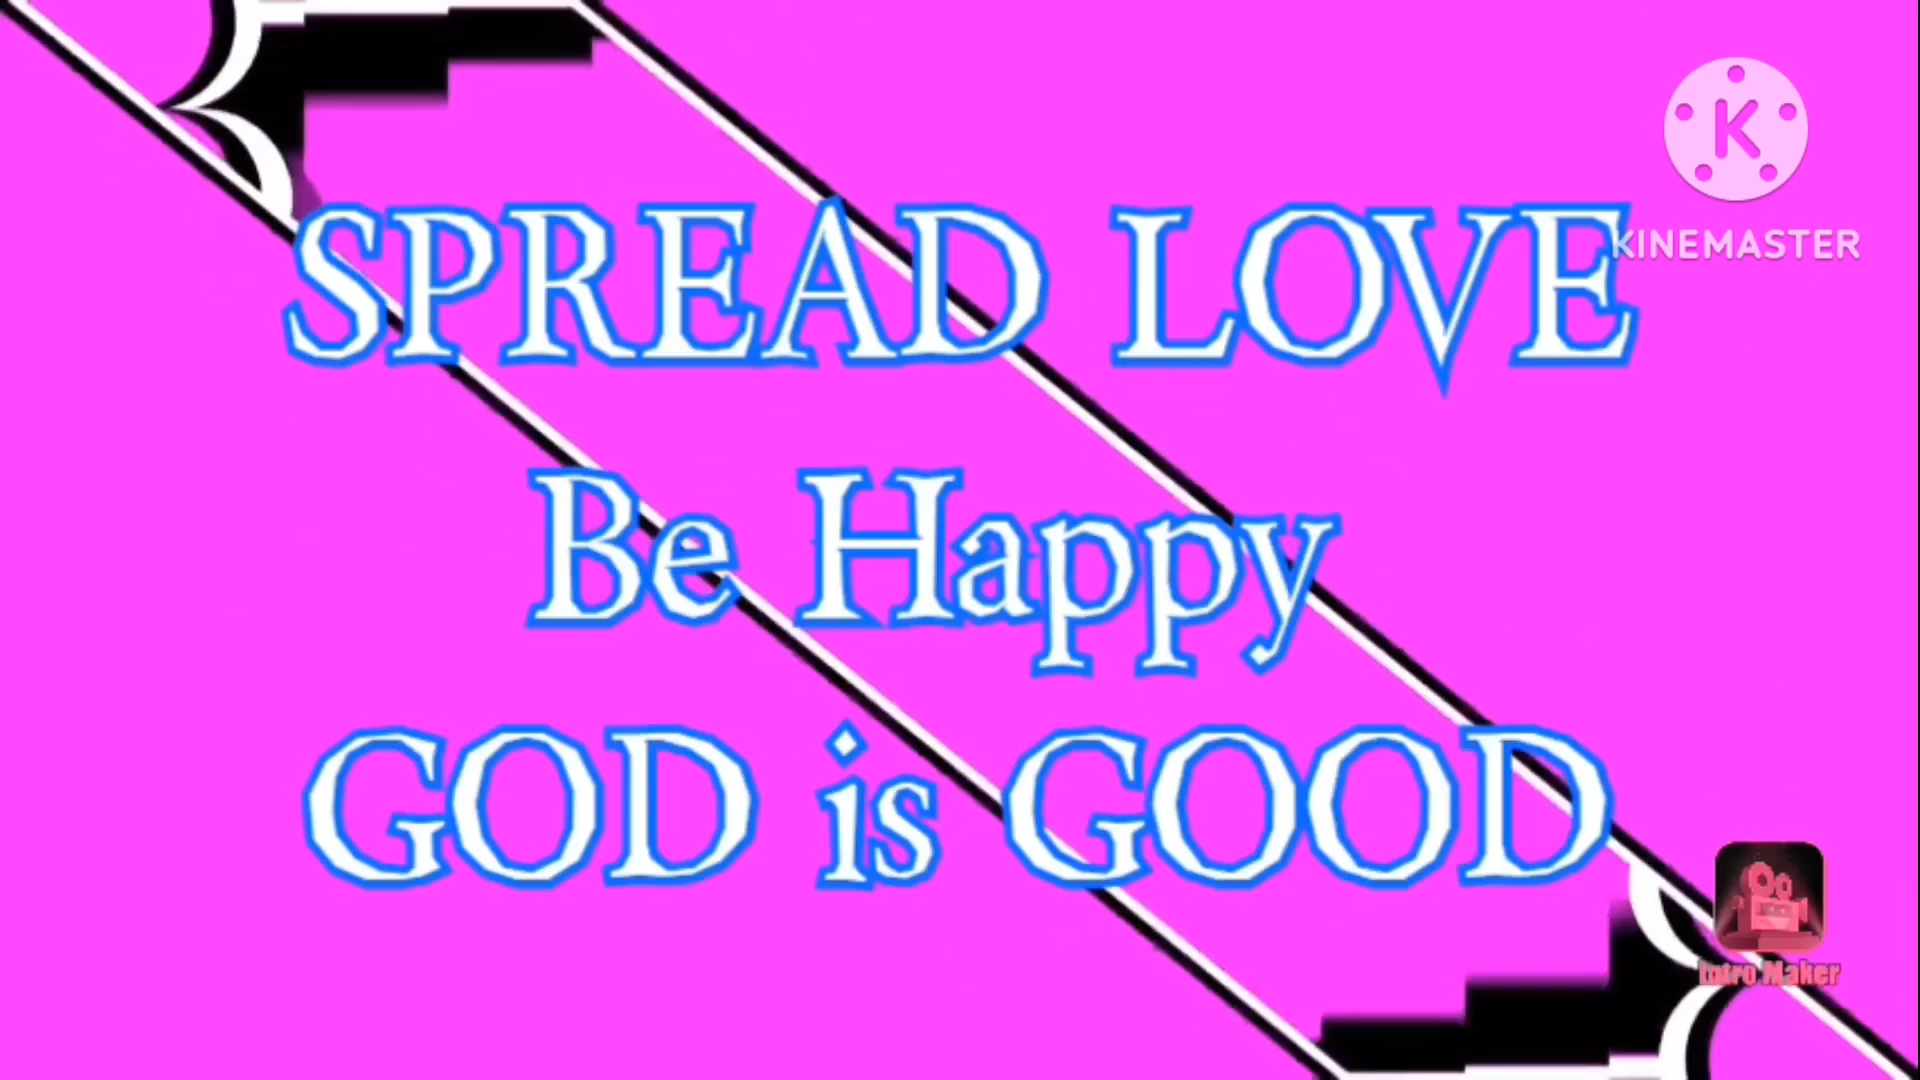 K
KINEMASTER
SPREAD LOVE
Be Happy
GOD is GOOD
Intro Maker